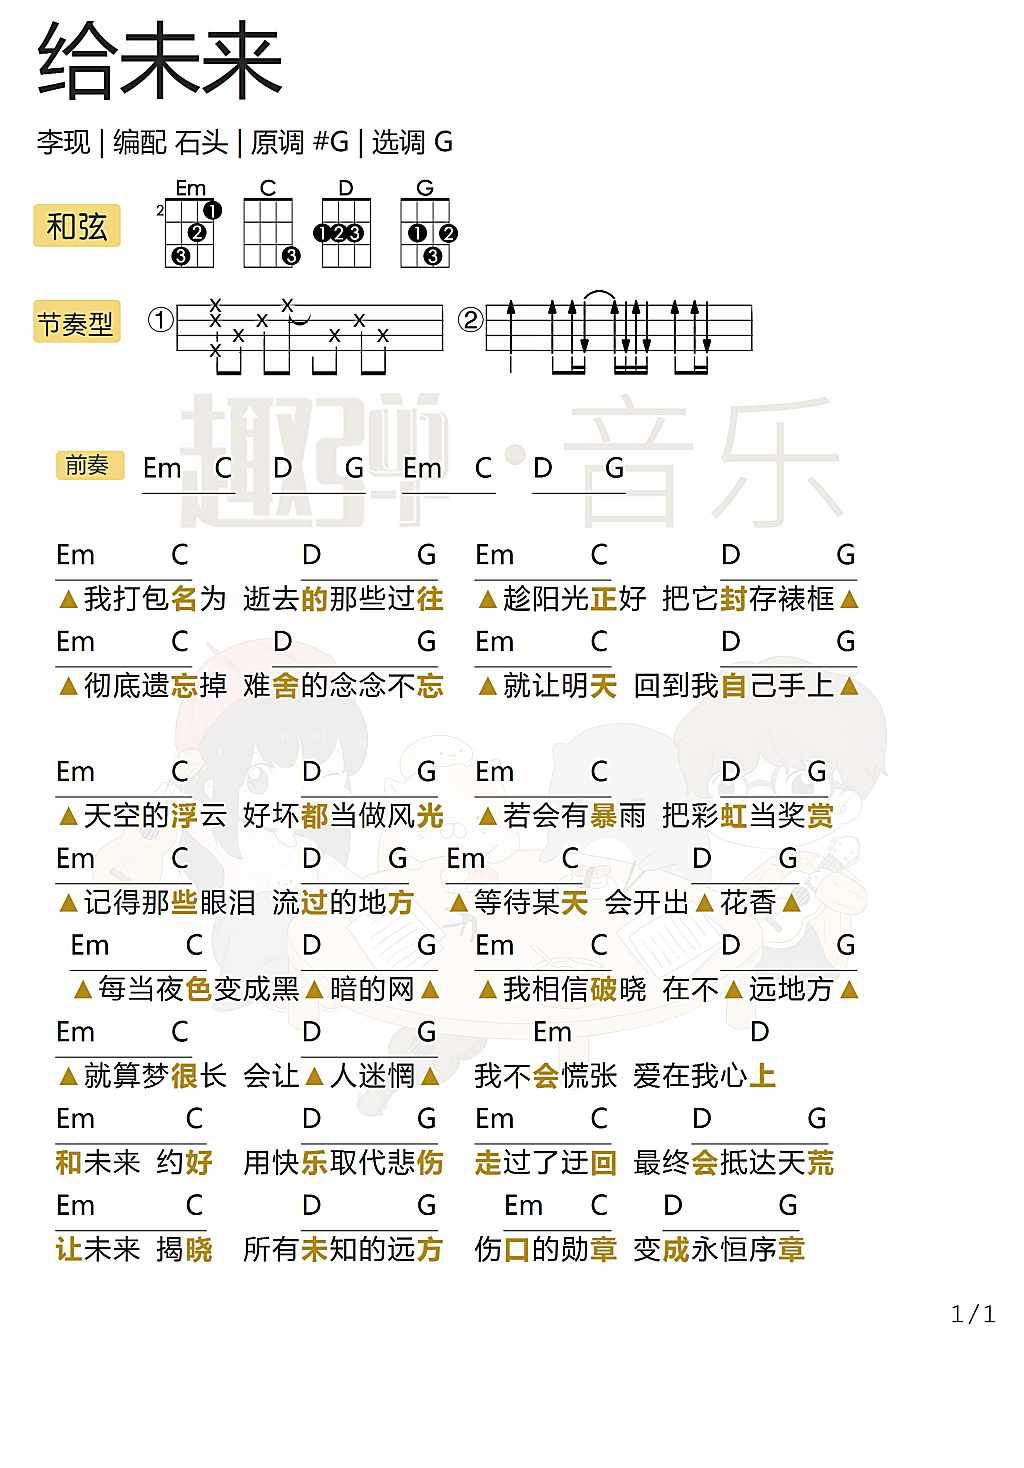 给未来
李现 | 编配 石头 | 原调 #G | 选调 G
和弦 Em C D G
2 1 2 3 3 1 2 3 1 2 3
节奏型 ① ②
趣弹·音乐
前奏 Em C D G Em C D G
Em C D G Em C D G
▲我打包名为 逝去的那些过往 ▲趁阳光正好 把它封存裱框▲
Em C D G Em C D G
▲彻底遗忘掉 难舍的念念不忘 ▲就让明天 回到我自己手上▲
Em C D G Em C D G
▲天空的浮云 好坏都当做风光 ▲若会有暴雨 把彩虹当奖赏
Em C D G Em C D G
▲记得那些眼泪 流过的地方 ▲等待某天 会开出▲花香▲
Em C D G Em C D G
▲每当夜色变成黑▲暗的网▲ ▲我相信破晓 在不▲远地方▲
Em C D G Em D
▲就算梦很长 会让▲人迷惘▲ 我不会慌张 爱在我心上
Em C D G Em C D G
和未来 约好 用快乐取代悲伤 走过了迂回 最终会抵达天荒
Em C D G Em C D G
让未来 揭晓 所有未知的远方 伤口的勋章 变成永恒序章
1/1